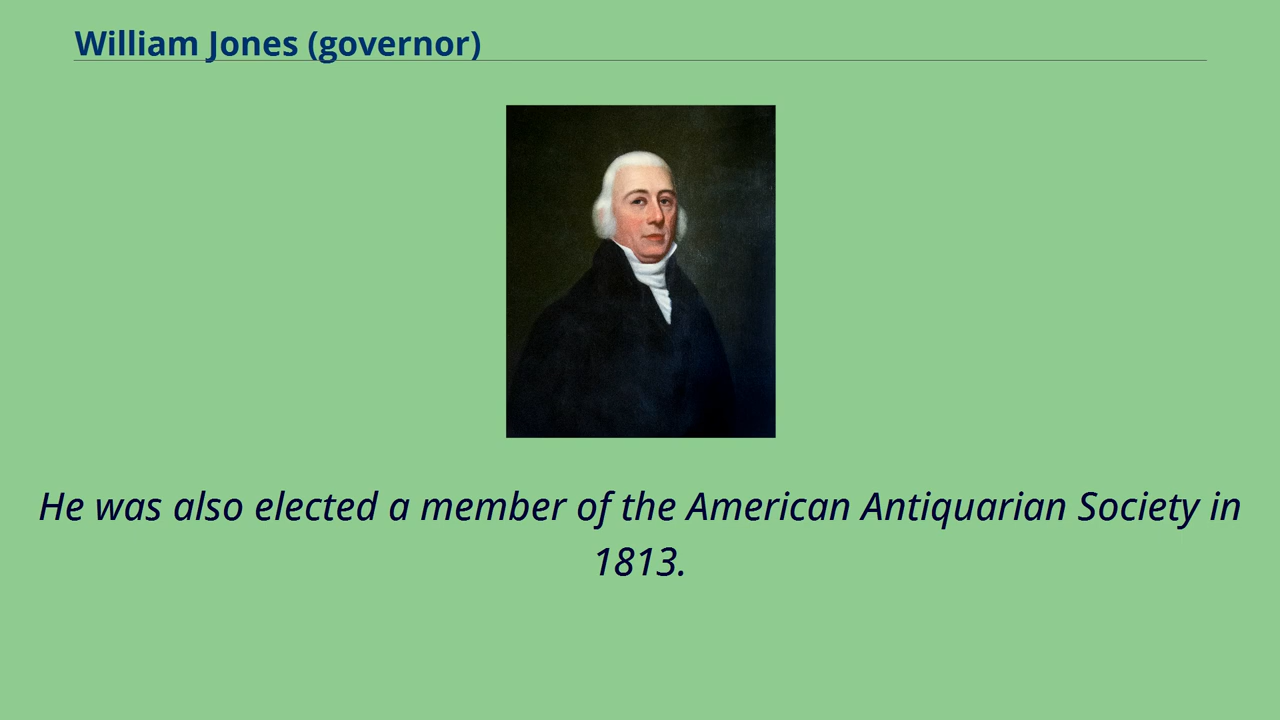 William Jones (governor)
He was also elected a member of the American Antiquarian Society in
1813.